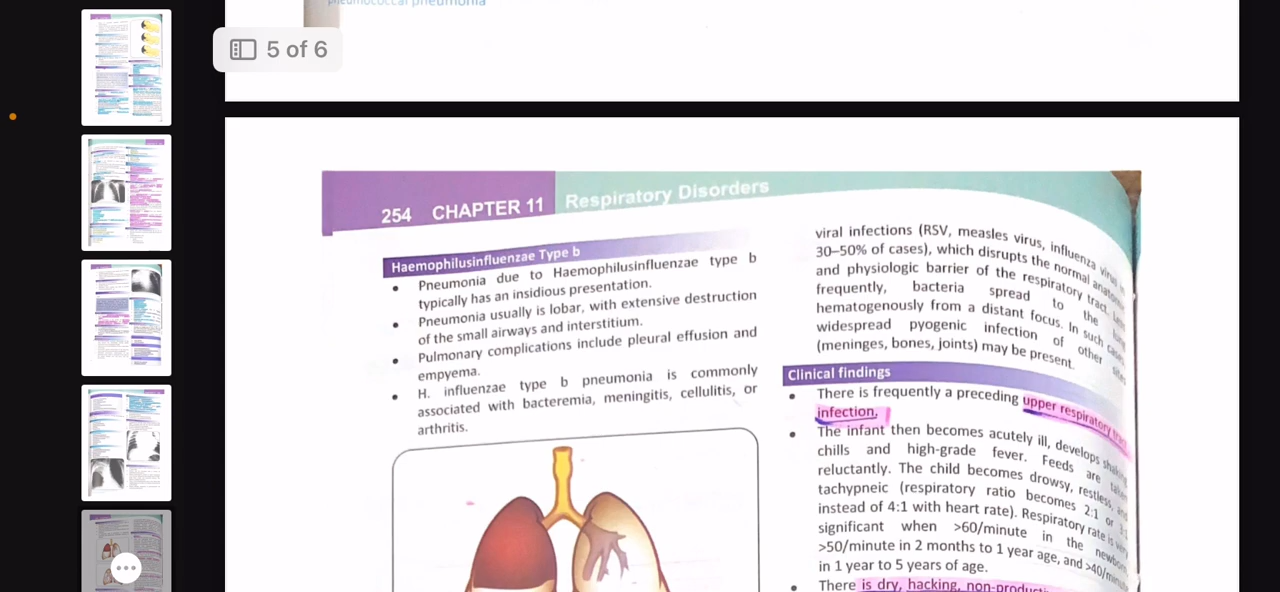 pneumococcal pneumonia
5 of 6
254 CHAPTER 11 Respiratory Disorders
Haemophilusinfluenzae Type b
• Pneumonia due to Haemophilusinfluenzae type b
typically has an insidious presentation.
• Pneumonia usually is lobar, with extensive destruction
of the small airways and interstitium.
• Pulmonary complications include pleural effusion and
empyema.
• H. influenzae type b pneumonia is commonly
associated with bacteremia, meningitis, cellulitis, or
arthritis.
viral infections (RSV, measles virus, influenza virus
30–50% of cases), which disrupts the normal
and physiologic barrier of the respiratory tract.
frequently, bacteria spread to the
hematogenously from a distant focus. In such cases
widespread pyogenic infection of other sites
(meninges, bones, joints) may be present.
Clinical findings
• There is frequently a preceding upper respiratory
infection.
• The infant then becomes acutely ill, develops
chills and high-grade fever. Feeds are
reluctantly. The child becomes drowsy, restless,
tachypneic (respiratory ratio becomes 2:1 or
instead of 4:1 with heart rate). Respiratory rate is
significant when >60/minute in the
>50/minute in 2 months to 1 year age, and >40/minute
in 1 year to 5 years of age.
• There is dry, hacking,